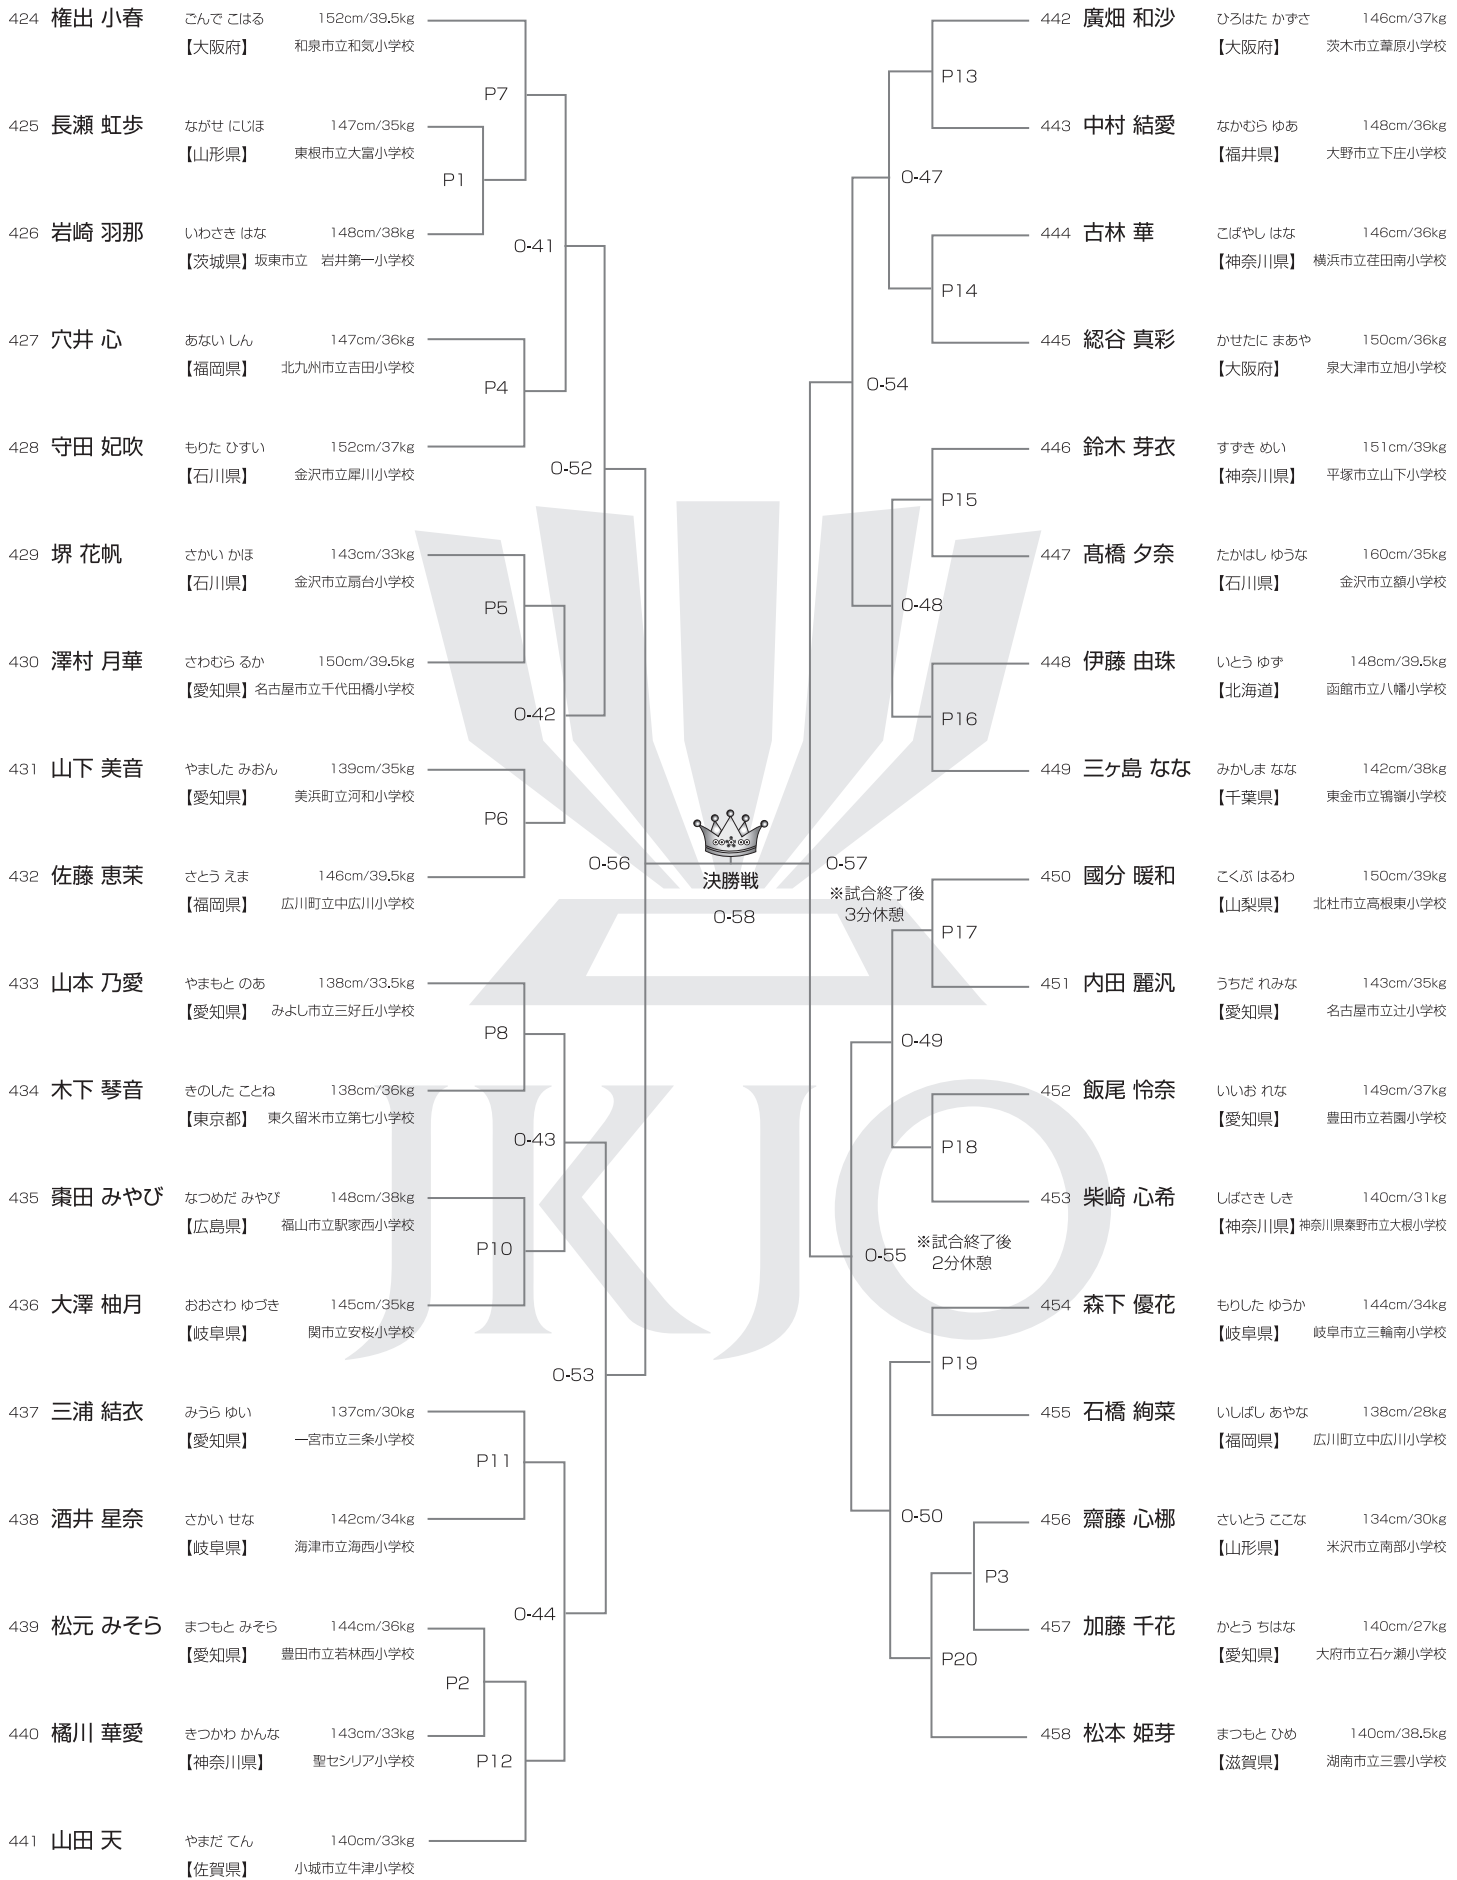 424 権出 小春 ごんで こはる 152cm/39.5kg
【大阪府】 和泉市立和気小学校
P7
425 長瀬 虹歩 ながせ にじほ 147cm/35kg
【山形県】 東根市立大富小学校
P1
426 岩崎 羽那 いわさき はな 148cm/38kg
O-41
【茨城県】 坂東市立 岩井第一小学校
427 穴井 心 あない しん 147cm/36kg
【福岡県】 北九州市立吉田小学校
P4
428 守田 妃吹 もりた ひすい 152cm/37kg
O-52
【石川県】 金沢市立犀川小学校
429 堺 花帆 さかい かほ 143cm/33kg
【石川県】 金沢市立扇台小学校
P5
430 澤村 月華 さわむら るか 150cm/39.5kg
【愛知県】 名古屋市立千代田橋小学校
O-42
431 山下 美音 やました みおん 139cm/35kg
【愛知県】 美浜町立河和小学校
P6
432 佐藤 恵茉 さとう えま 146cm/39.5kg
O-56
【福岡県】 広川町立中広川小学校
433 山本 乃愛 やまもと のあ 138cm/33.5kg
【愛知県】 みよし市立三好丘小学校
P8
434 木下 琴音 きのした ことね 138cm/36kg
【東京都】 東久留米市立第七小学校
O-43
435 棗田 みやび なつめだ みやび 148cm/38kg
【広島県】 福山市立駅家西小学校
P10
436 大澤 柚月 おおさわ ゆづき 145cm/35kg
【岐阜県】 関市立安桜小学校
O-53
437 三浦 結衣 みうら ゆい 137cm/30kg
【愛知県】 一宮市立三条小学校
P11
438 酒井 星奈 さかい せな 142cm/34kg
【岐阜県】 海津市立海西小学校
O-44
439 松元 みそら まつもと みそら 144cm/36kg
【愛知県】 豊田市立若林西小学校
P2
440 橘川 華愛 きつかわ かんな 143cm/33kg
【神奈川県】 聖セシリア小学校
P12
441 山田 天 やまだ てん 140cm/33kg
【佐賀県】 小城市立牛津小学校
決勝戦
O-58
JKJO
442 廣畑 和沙 ひろはた かずさ 146cm/37kg
【大阪府】 茨木市立葦原小学校
P13
443 中村 結愛 なかむら ゆあ 148cm/36kg
【福井県】 大野市立下庄小学校
O-47
444 古林 華 こばやし はな 146cm/36kg
【神奈川県】 横浜市立荏田南小学校
P14
445 綛谷 真彩 かせたに まあや 150cm/36kg
【大阪府】 泉大津市立旭小学校
O-54
446 鈴木 芽衣 すずき めい 151cm/39kg
【神奈川県】 平塚市立山下小学校
P15
447 髙橋 夕奈 たかはし ゆうな 160cm/35kg
【石川県】 金沢市立額小学校
O-48
448 伊藤 由珠 いとう ゆず 148cm/39.5kg
【北海道】 函館市立八幡小学校
P16
449 三ヶ島 なな みかしま なな 142cm/38kg
【千葉県】 東金市立鴇嶺小学校
O-57
※試合終了後
3分休憩
450 國分 暖和 こくぶ はるわ 150cm/39kg
【山梨県】 北杜市立高根東小学校
P17
451 内田 麗汎 うちだ れみな 143cm/35kg
【愛知県】 名古屋市立辻小学校
O-49
452 飯尾 怜奈 いいお れな 149cm/37kg
【愛知県】 豊田市立若園小学校
P18
453 柴崎 心希 しばさき しき 140cm/31kg
【神奈川県】 神奈川県秦野市立大根小学校
O-55
※試合終了後
2分休憩
454 森下 優花 もりした ゆうか 144cm/34kg
【岐阜県】 岐阜市立三輪南小学校
P19
455 石橋 絢菜 いしばし あやな 138cm/28kg
【福岡県】 広川町立中広川小学校
O-50
456 齋藤 心梛 さいとう ここな 134cm/30kg
【山形県】 米沢市立南部小学校
P3
457 加藤 千花 かとう ちはな 140cm/27kg
【愛知県】 大府市立石ヶ瀬小学校
P20
458 松本 姫芽 まつもと ひめ 140cm/38.5kg
【滋賀県】 湖南市立三雲小学校